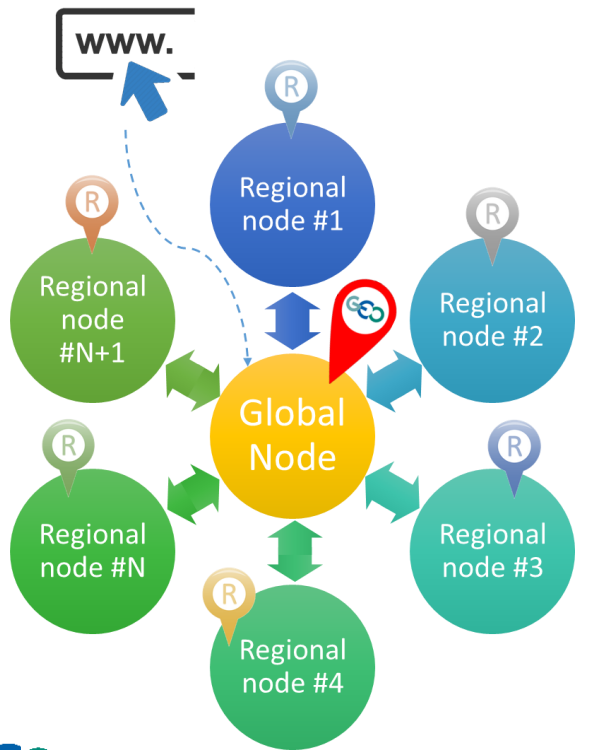 www.
R
Regional
node #1
R
Regional
node
#N+1
R
Regional
node #2
GEO
Global
Node
R
Regional
node #N
R
Regional
node #3
R
Regional
node #4